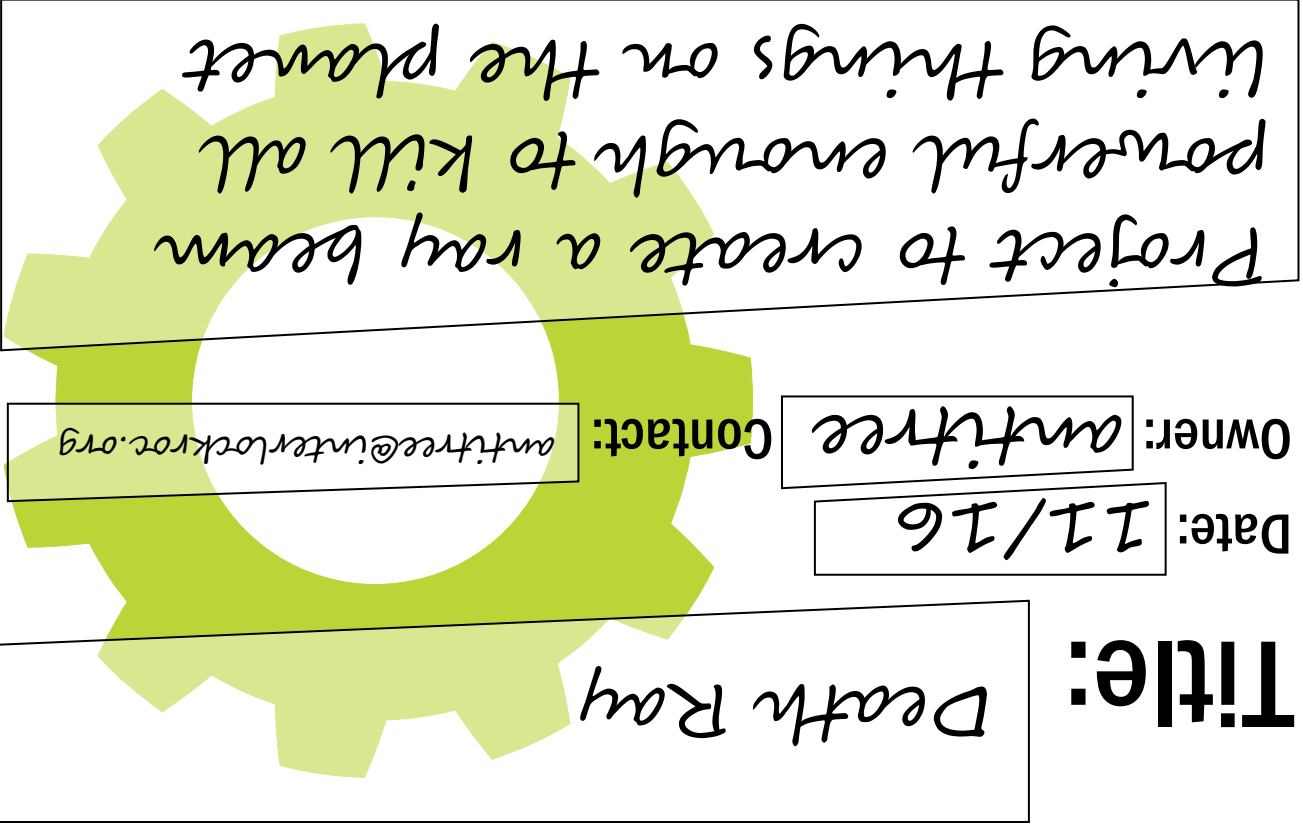 Title: Death Ray
Date: 11/16
Owner: antitree Contact: antitree@interlockroc.org
Project to create a ray beam
powerful enough to kill all
living things on the planet